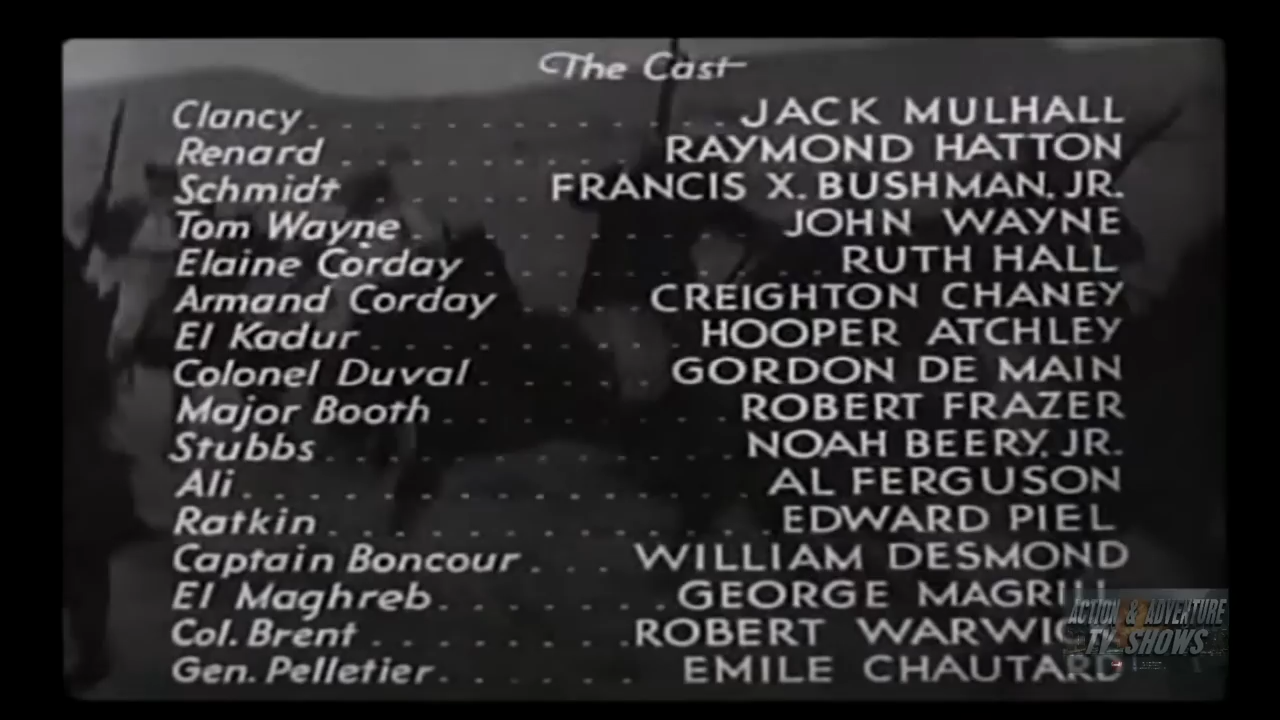 The Cast
Clancy. . . . . . . . . . . . . . . JACK MULHALL
Renard . . . . . . . . . RAYMOND HATTON
Schmidt . . . . . FRANCIS X. BUSHMAN, JR.
Tom Wayne . . . . . . . . . . JOHN WAYNE
Elaine Corday . . . . . . . . . . RUTH HALL
Armand Corday . . . . CREIGHTON CHANEY
El Kadur . . . . . . . . . HOOPER ATCHLEY
Colonel Duval . . . . . GORDON DE MAIN
Major Booth . . . . . . . . ROBERT FRAZER
Stubbs . . . . . . . . . . . . NOAH BEERY, JR.
Ali . . . . . . . . . . . . . . . . AL FERGUSON
Ratkin . . . . . . . . . . . . . EDWARD PIEL
Captain Boncour . . . WILLIAM DESMOND
El Maghreb . . . . . . . GEORGE MAGRILL
Col. Brent . . . . . . . . ROBERT WARWICK
Gen. Pelletier . . . . . . EMILE CHAUTARD
ACTION & ADVENTURE
TV SHOWS